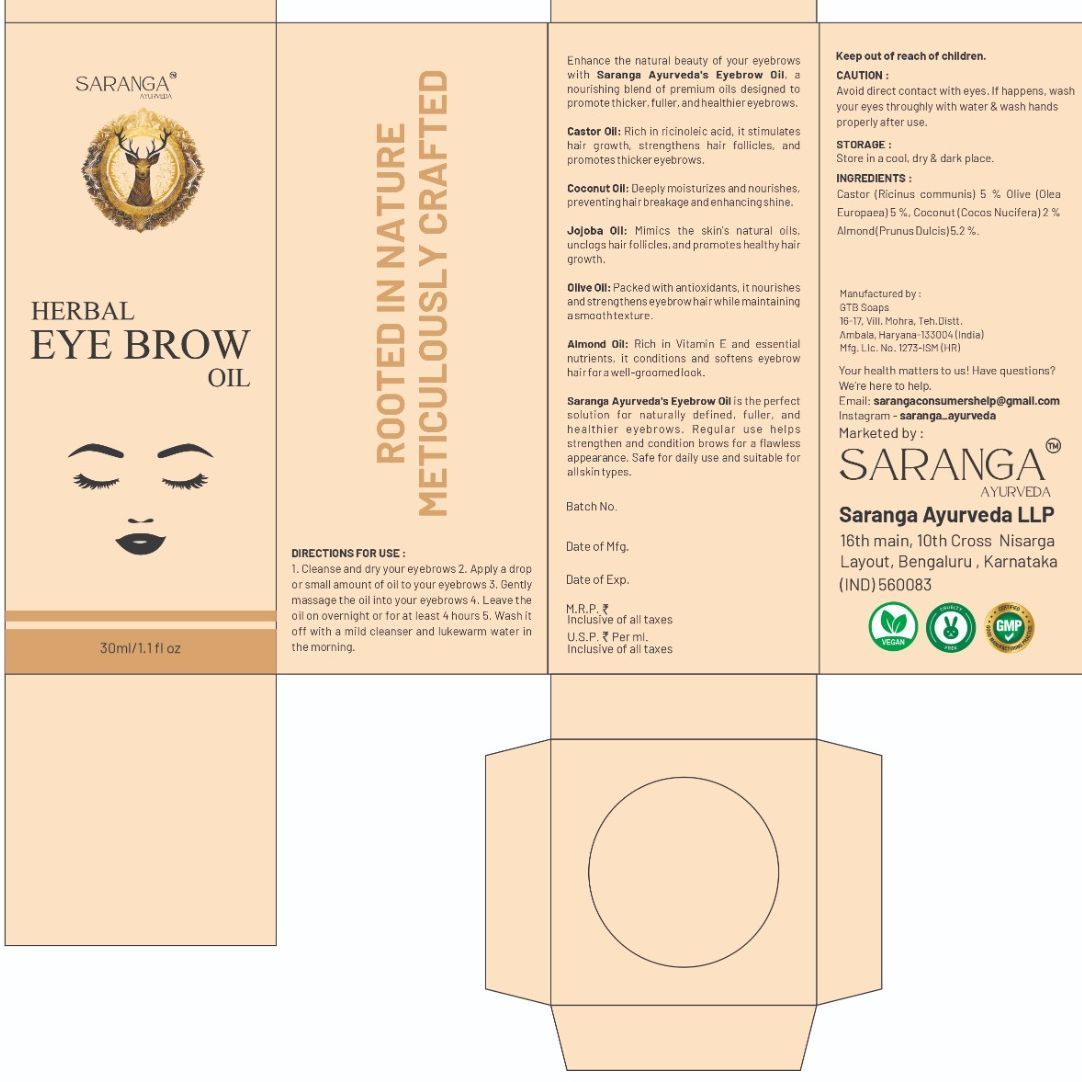 SARANGA™
AYURVEDA
HERBAL
EYE BROW
OIL
30ml/1.1 fl oz
ROOTED IN NATURE
METICULOUSLY CRAFTED
DIRECTIONS FOR USE :
1. Cleanse and dry your eyebrows 2. Apply a drop
or small amount of oil to your eyebrows 3. Gently
massage the oil into your eyebrows 4. Leave the
oil on overnight or for at least 4 hours 5. Wash it
off with a mild cleanser and lukewarm water in
the morning.
Enhance the natural beauty of your eyebrows
with Saranga Ayurveda's Eyebrow Oil, a
nourishing blend of premium oils designed to
promote thicker, fuller, and healthier eyebrows.
Castor Oil: Rich in ricinoleic acid, it stimulates
hair growth, strengthens hair follicles, and
promotes thicker eyebrows.
Coconut Oil: Deeply moisturizes and nourishes,
preventing hair breakage and enhancing shine.
Jojoba Oil: Mimics the skin's natural oils,
unclogs hair follicles, and promotes healthy hair
growth.
Olive Oil: Packed with antioxidants, it nourishes
and strengthens eyebrow hair while maintaining
a smooth texture.
Almond Oil: Rich in Vitamin E and essential
nutrients, it conditions and softens eyebrow
hair for a well-groomed look.
Saranga Ayurveda's Eyebrow Oil is the perfect
solution for naturally defined, fuller, and
healthier eyebrows. Regular use helps
strengthen and condition brows for a flawless
appearance. Safe for daily use and suitable for
all skin types.
Batch No.
Date of Mfg.
Date of Exp.
M.R.P. ₹
Inclusive of all taxes
U.S.P. ₹ Per ml.
Inclusive of all taxes
Keep out of reach of children.
CAUTION :
Avoid direct contact with eyes. If happens, wash
your eyes throughly with water & wash hands
properly after use.
STORAGE :
Store in a cool, dry & dark place.
INGREDIENTS :
Castor (Ricinus communis) 5 % Olive (Olea
Europaea) 5 %, Coconut (Cocos Nucifera) 2 %
Almond (Prunus Dulcis) 5.2 %.
Manufactured by :
GTB Soaps
16-17, Vill. Mohra, Teh.Distt.
Ambala, Haryana-133004 (India)
Mfg. Lic. No. 1273-ISM (HR)
Your health matters to us! Have questions?
We're here to help.
Email: sarangaconsumershelp@gmail.com
Instagram - saranga_ayurveda
Marketed by :
SARANGA™
AYURVEDA
Saranga Ayurveda LLP
16th main, 10th Cross Nisarga
Layout, Bengaluru , Karnataka
(IND) 560083
VEGAN
CRUELTY
FREE
CERTIFIED
GMP
GOOD MANUFACTURING PRACTICE